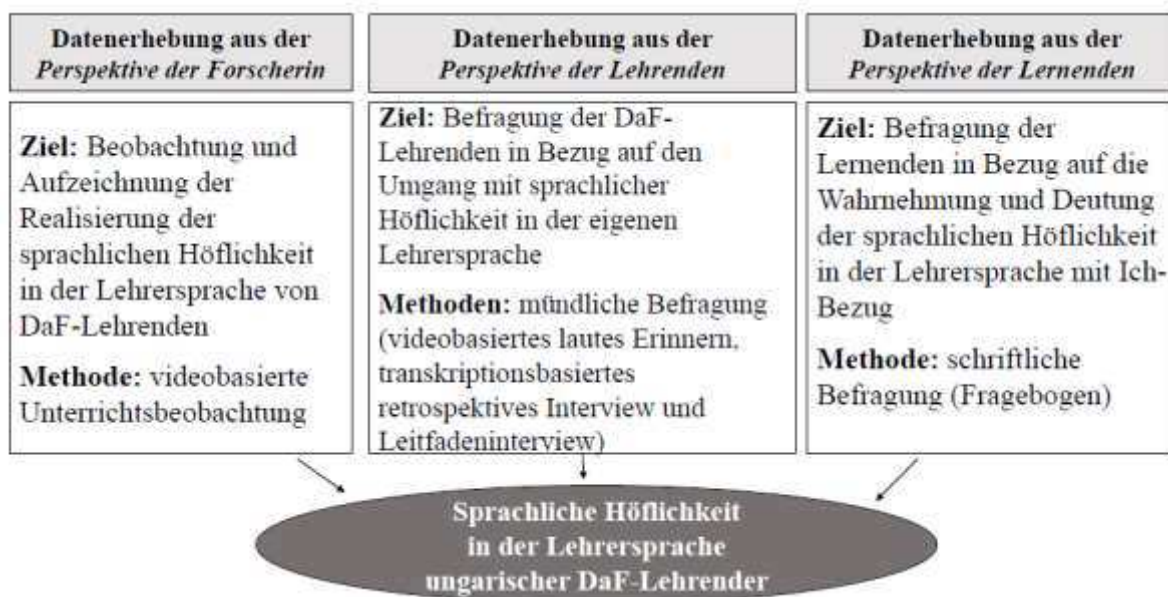 Datenerhebung aus der
Perspektive der Forscherin
Ziel: Beobachtung und
Aufzeichnung der
Realisierung der
sprachlichen Höflichkeit
in der Lehrersprache von
DaF-Lehrenden
Methode: videobasierte
Unterrichtsbeobachtung
Datenerhebung aus der
Perspektive der Lehrenden
Ziel: Befragung der DaF-
Lehrenden in Bezug auf den
Umgang mit sprachlicher
Höflichkeit in der eigenen
Lehrersprache
Methoden: mündliche Befragung
(videobasiertes lautes Erinnern,
transkriptionsbasiertes
retrospektives Interview und
Leitfadeninterview)
Datenerhebung aus der
Perspektive der Lernenden
Ziel: Befragung der
Lernenden in Bezug auf die
Wahrnehmung und Deutung
der sprachlichen Höflichkeit
in der Lehrersprache mit Ich-
Bezug
Methode: schriftliche
Befragung (Fragebogen)
Sprachliche Höflichkeit
in der Lehrersprache
ungarischer DaF-Lehrender